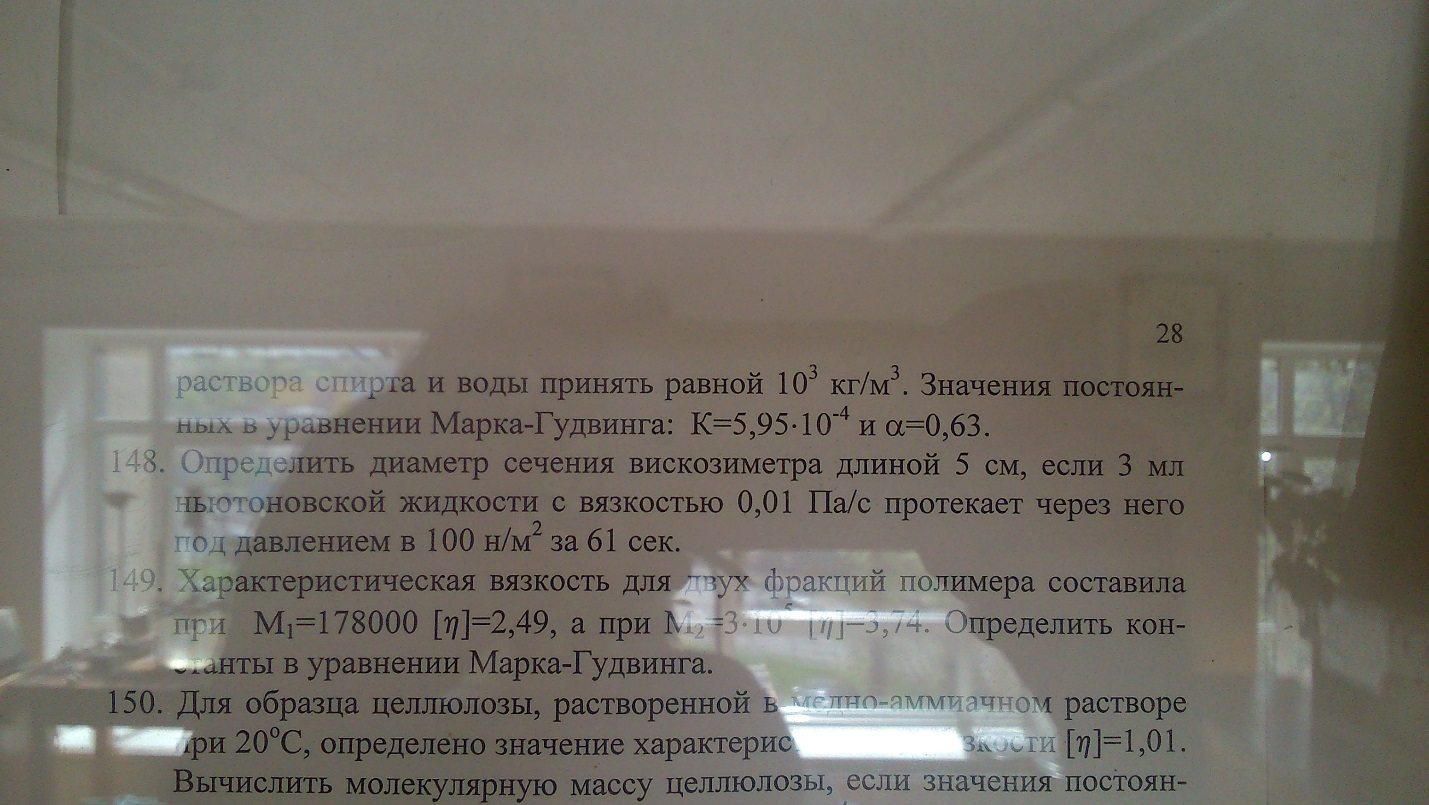 28
раствора спирта и воды принять равной 10³ кг/м³. Значения постоян-
ных в уравнении Марка-Гудвинга: К=5,95·10⁻⁴ и α=0,63.
148. Определить диаметр сечения вискозиметра длиной 5 см, если 3 мл
ньютоновской жидкости с вязкостью 0,01 Па/с протекает через него
под давлением в 100 н/м² за 61 сек.
149. Характеристическая вязкость для двух фракций полимера составила
при М₁=178000 [η]=2,49, а при М₂=3·10⁵ [η]=3,74. Определить кон-
станты в уравнении Марка-Гудвинга.
150. Для образца целлюлозы, растворенной в медно-аммиачном растворе
при 20°С, определено значение [η]=1,01.
Вычислить молекулярную массу целлюлозы, если значения постоян-